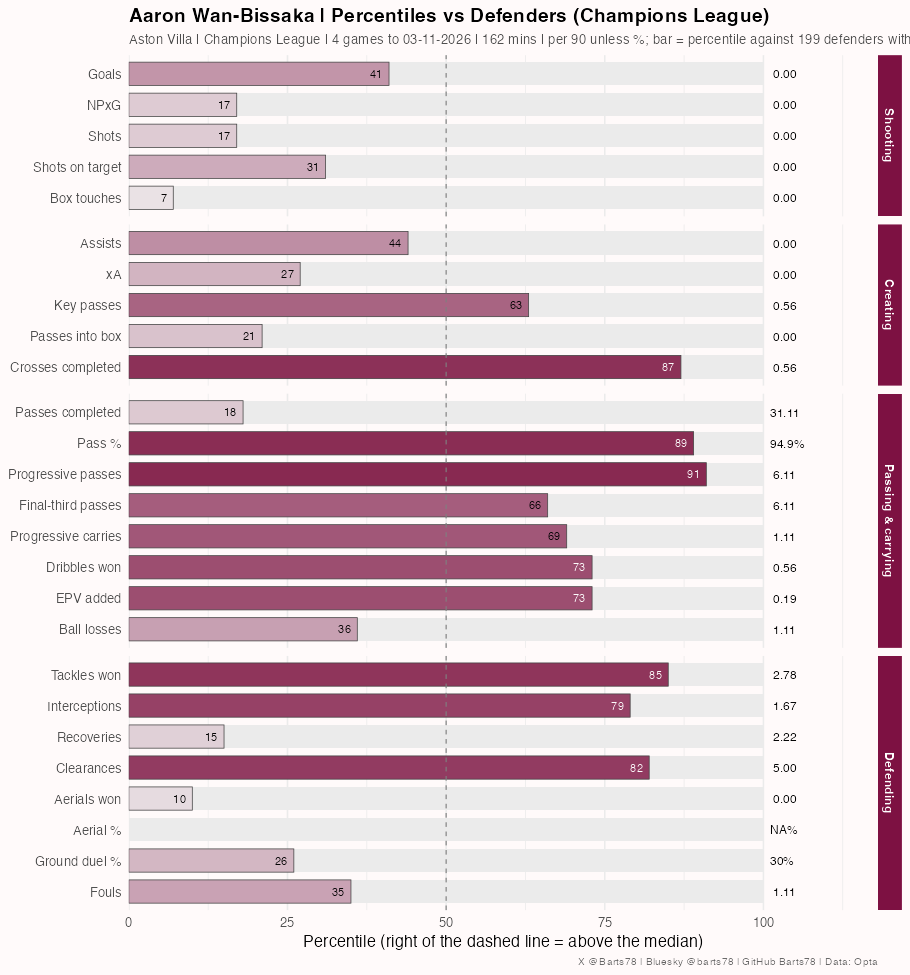 Aaron Wan-Bissaka | Percentiles vs Defenders (Champions League)
Aston Villa | Champions League | 4 games to 03-11-2026 | 162 mins | per 90 unless %; bar = percentile against 199 defenders with
Goals 41 0.00
NPxG 17 0.00
Shots 17 0.00
Shots on target 31 0.00
Box touches 7 0.00
Shooting
Assists 44 0.00
xA 27 0.00
Key passes 63 0.56
Passes into box 21 0.00
Crosses completed 87 0.56
Creating
Passes completed 18 31.11
Pass % 89 94.9%
Progressive passes 91 6.11
Final-third passes 66 6.11
Progressive carries 69 1.11
Dribbles won 73 0.56
EPV added 73 0.19
Ball losses 36 1.11
Passing & carrying
Tackles won 85 2.78
Interceptions 79 1.67
Recoveries 15 2.22
Clearances 82 5.00
Aerials won 10 0.00
Aerial % NA%
Ground duel % 26 30%
Fouls 35 1.11
Defending
0 25 50 75 100
Percentile (right of the dashed line = above the median)
X @Barts78 | Bluesky @barts78 | GitHub Barts78 | Data: Opta